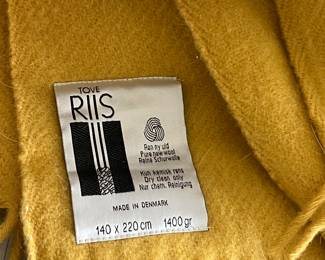 TOVE
RIIS
Ren ny uld
Pure new wool
Reine Schurwolle
Kun kemisk rens
Dry clean only
Nur chem. Reinigung
MADE IN DENMARK
140 x 220 cm 1400 gr